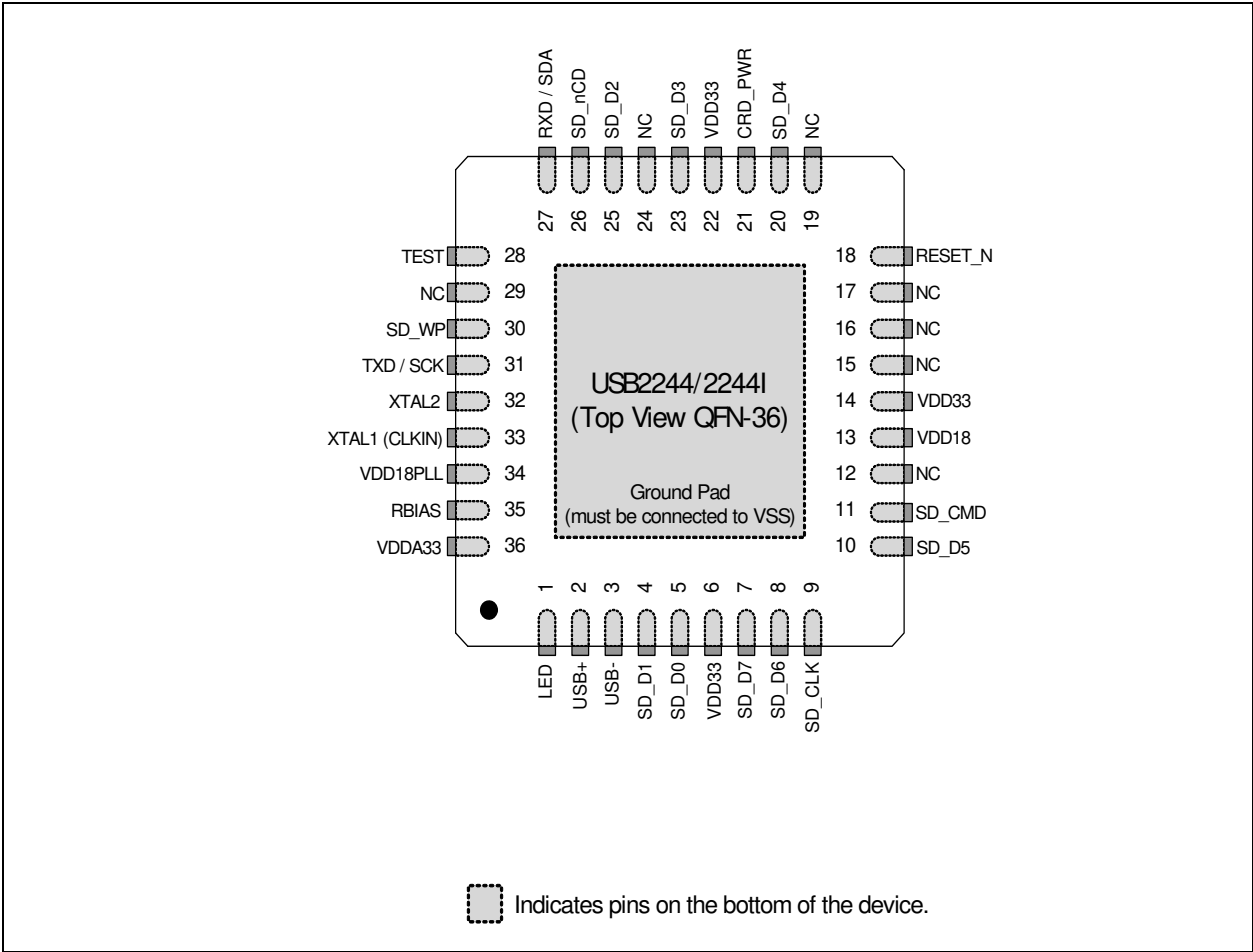 RXD / SDA
SD_nCD
SD_D2
NC
SD_D3
VDD33
CRD_PWR
SD_D4
NC
27
26
25
24
23
22
21
20
19
TEST 28
NC 29
SD_WP 30
TXD / SCK 31
XTAL2 32
XTAL1 (CLKIN) 33
VDD18PLL 34
RBIAS 35
VDDA33 36
USB2244/2244I
(Top View QFN-36)
Ground Pad
(must be connected to VSS)
18 RESET_N
17 NC
16 NC
15 NC
14 VDD33
13 VDD18
12 NC
11 SD_CMD
10 SD_D5
1
2
3
4
5
6
7
8
9
LED
USB+
USB-
SD_D1
SD_D0
VDD33
SD_D7
SD_D6
SD_CLK
Indicates pins on the bottom of the device.